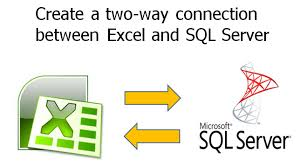 Create a two-way connection
between Excel and SQL Server
X
Microsoft®
SQL Server